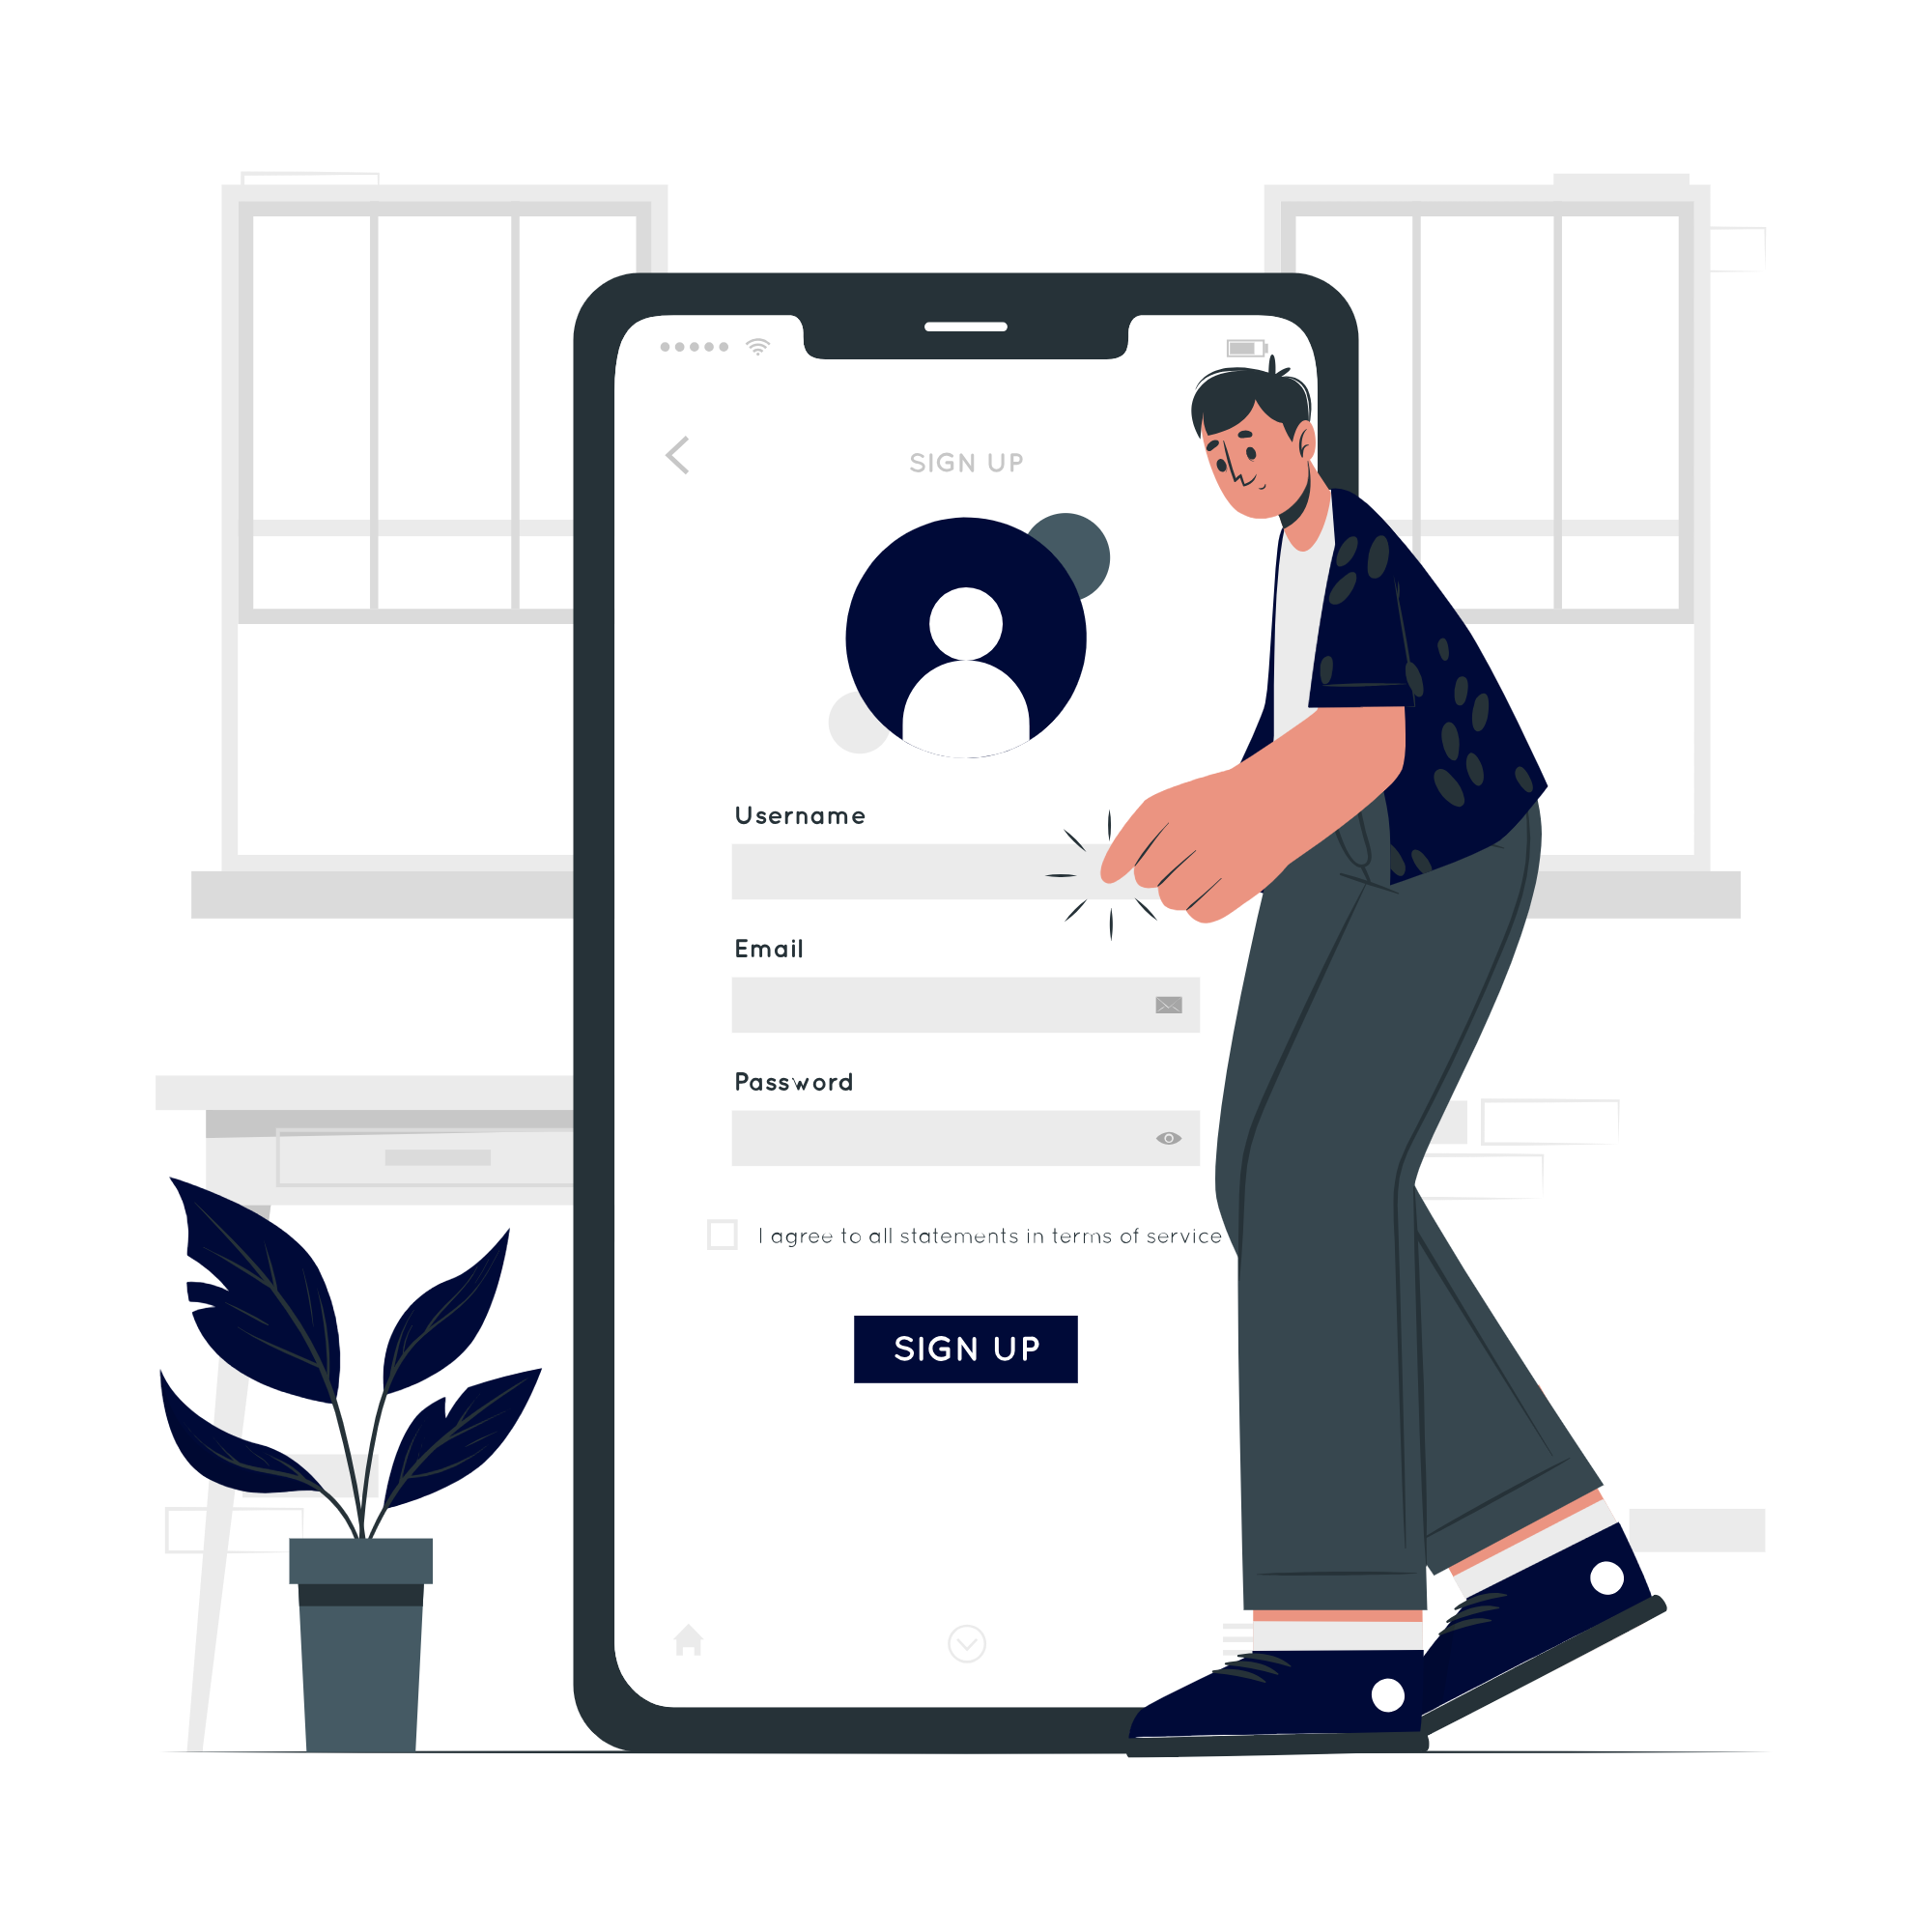 SIGN UP
Username
Email
Password
I agree to all statements in terms of service
SIGN UP